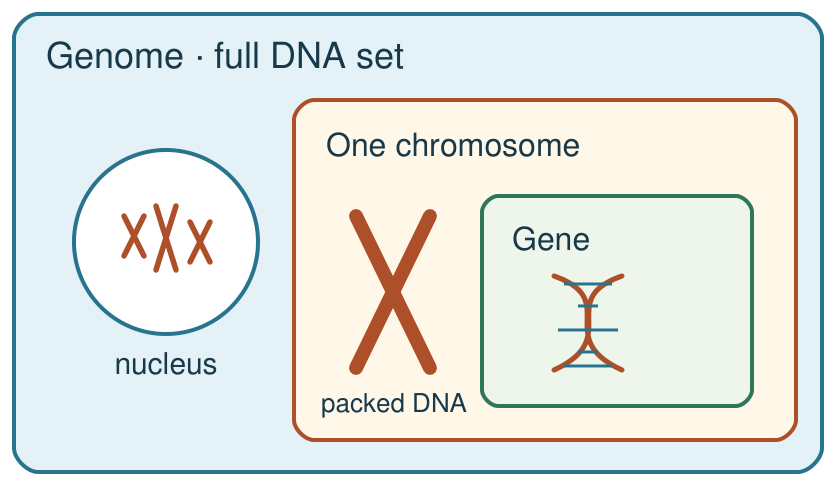 Genome · full DNA set
One chromosome
Gene
nucleus
packed DNA